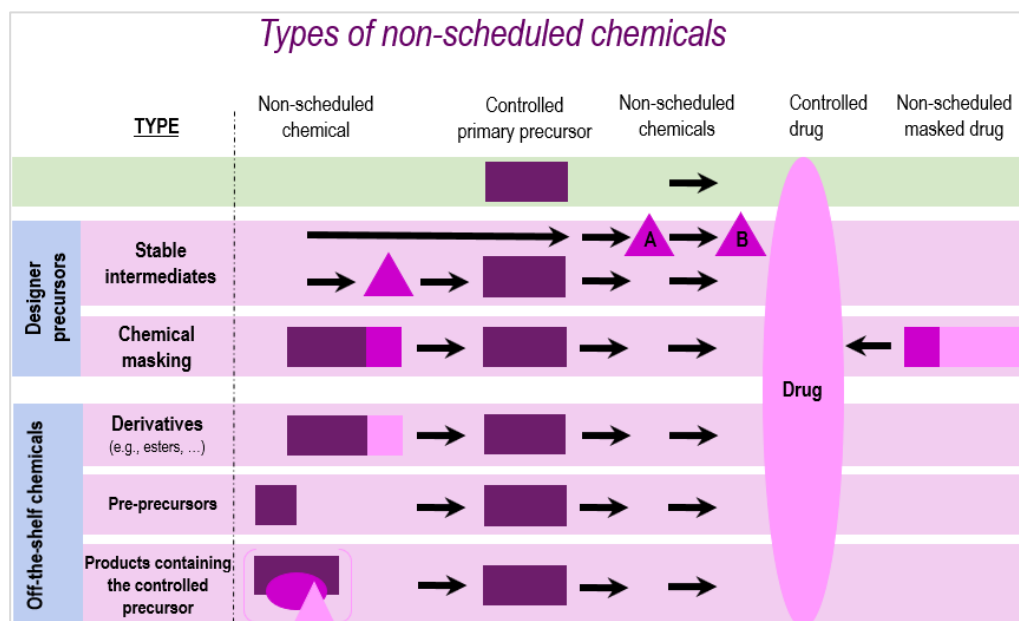 Types of non-scheduled chemicals
TYPE
Non-scheduled
chemical
Controlled
primary precursor
Non-scheduled
chemicals
Controlled
drug
Non-scheduled
masked drug
Designer
precursors
Stable
intermediates
A
B
Chemical
masking
Drug
Off-the-shelf chemicals
Derivatives
(e.g., esters, …)
Pre-precursors
Products containing
the controlled
precursor